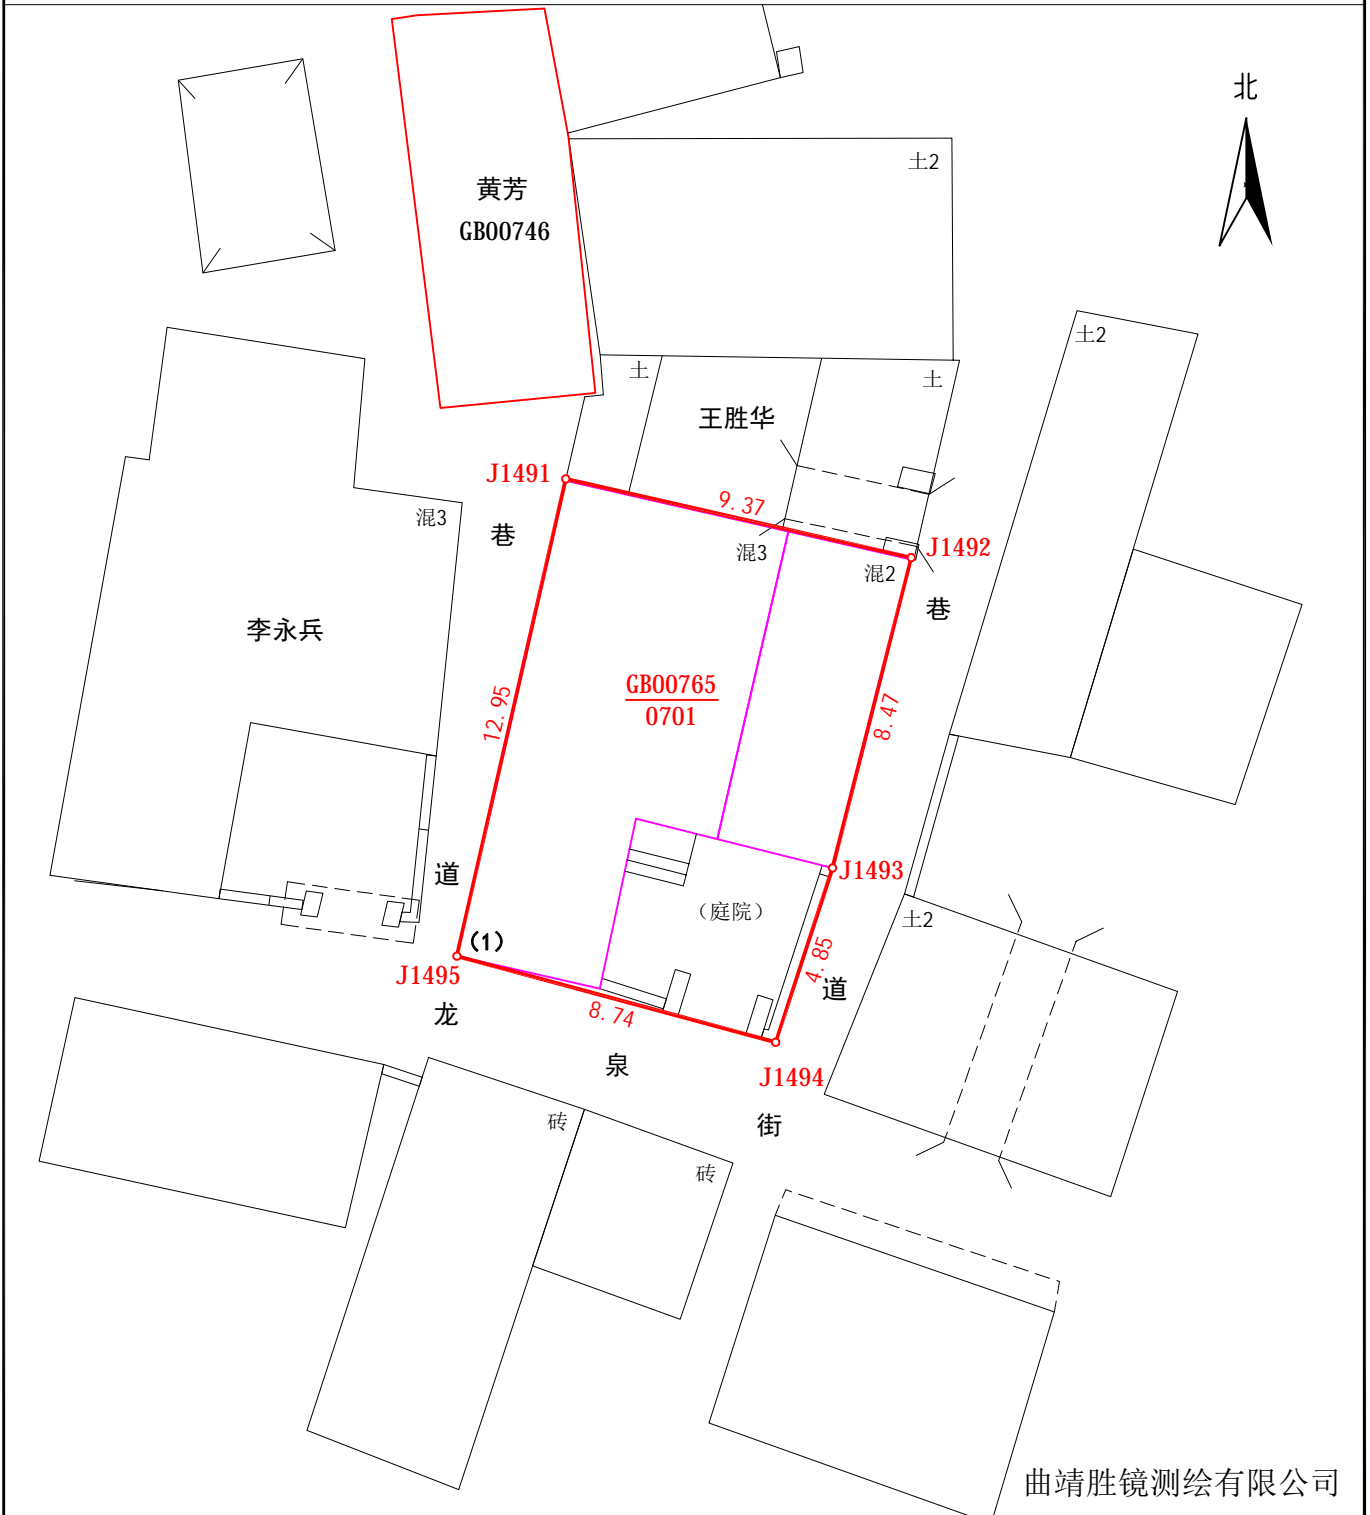 北
土2
黄芳
GB00746
土2
土
土
王胜华
J1491
9.37
混3
巷
混3
J1492
混2
巷
李永兵
GB00765
0701
12.95
8.47
J1493
道
(庭院)
土2
(1)
4.85
J1495
道
龙
8.74
泉
J1494
砖
街
砖
曲靖胜镜测绘有限公司